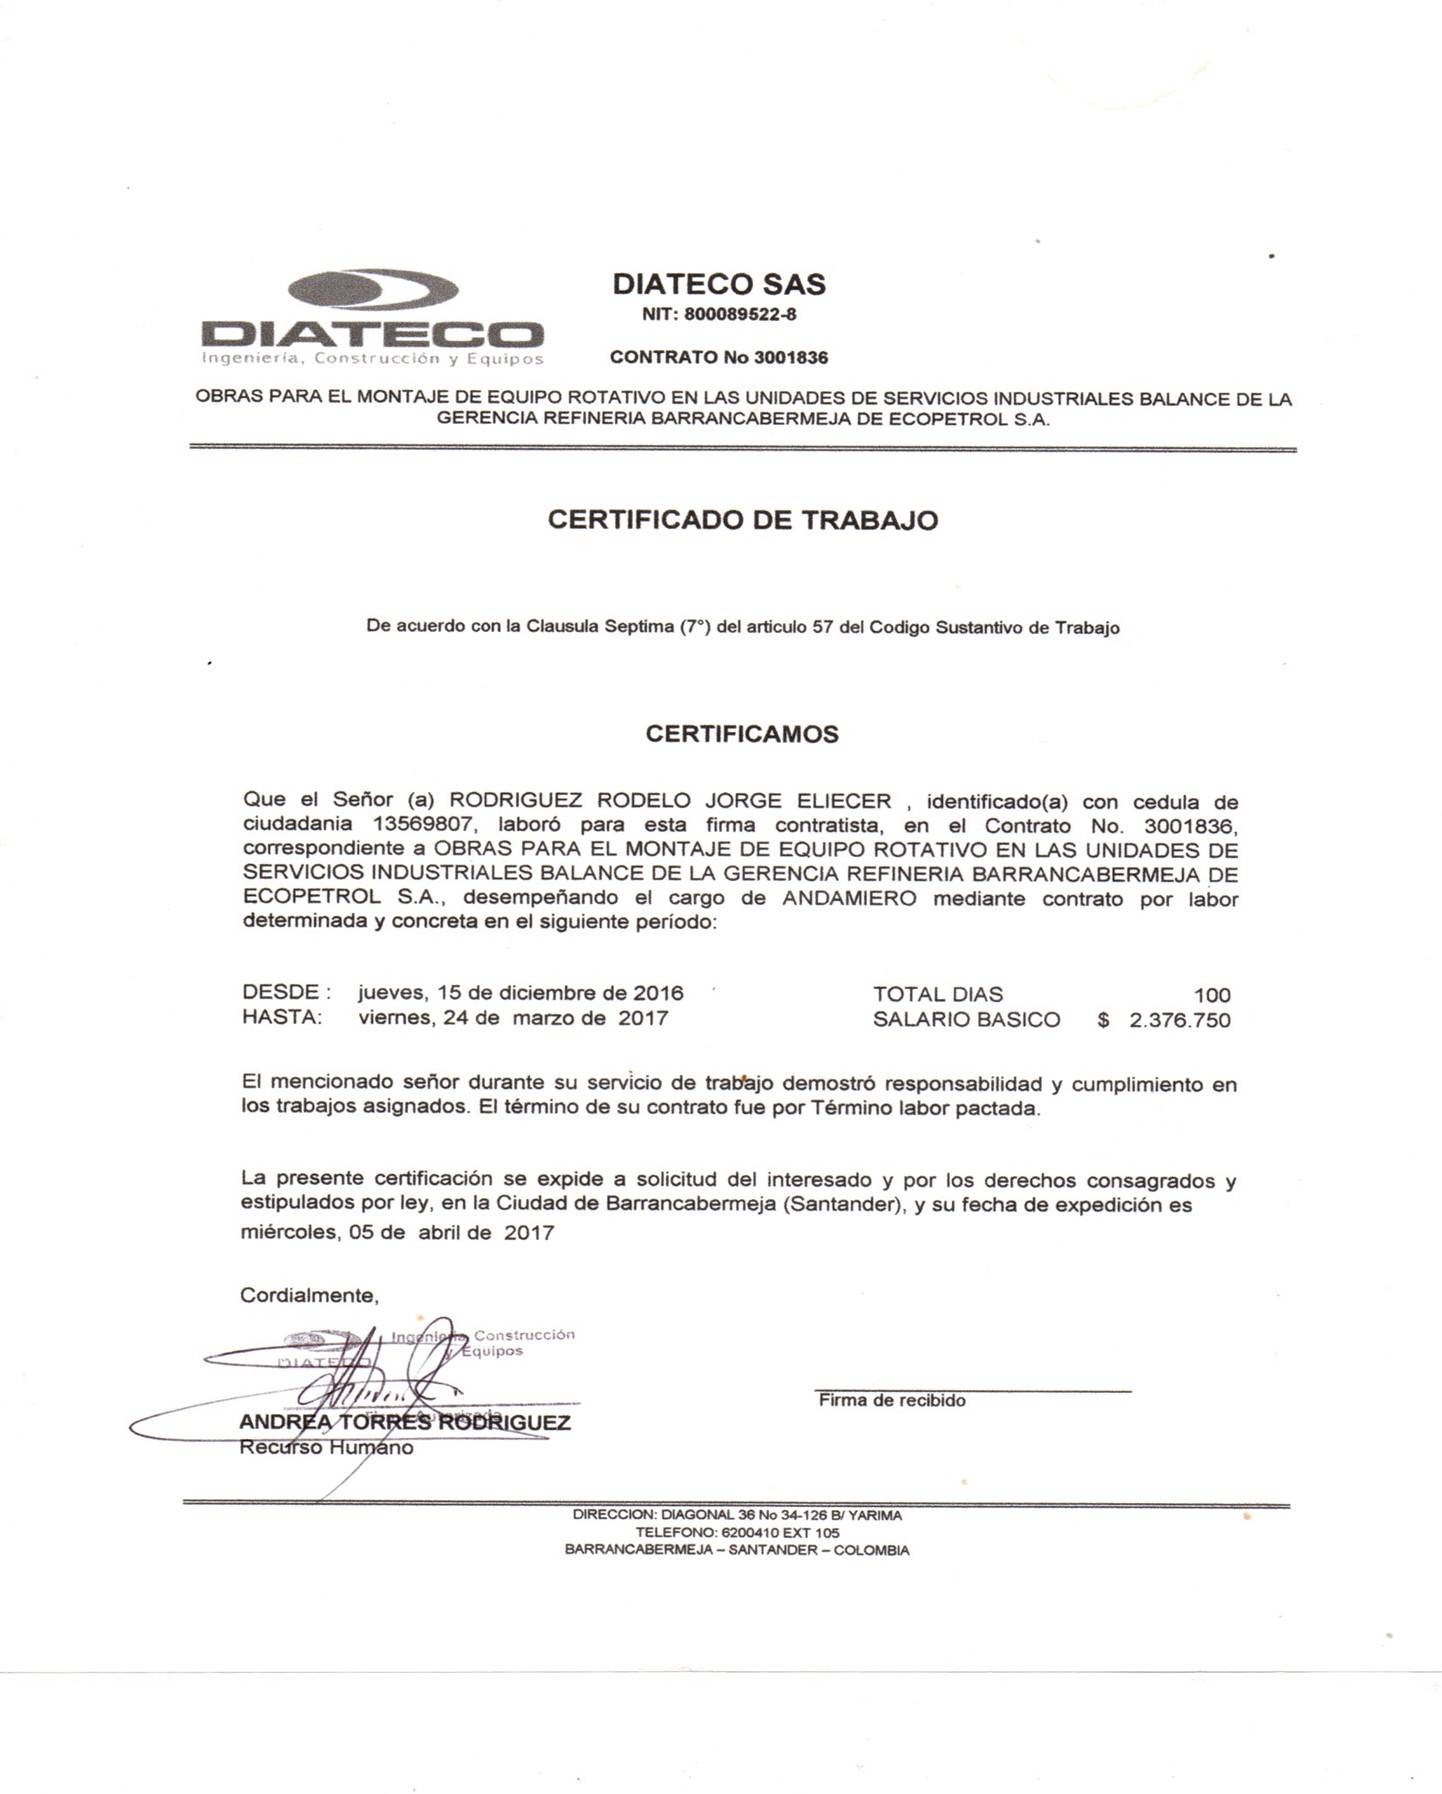 DIATECO
Ingeniería, Construcción y Equipos
DIATECO SAS
NIT: 800089522-8
CONTRATO No 3001836
OBRAS PARA EL MONTAJE DE EQUIPO ROTATIVO EN LAS UNIDADES DE SERVICIOS INDUSTRIALES BALANCE DE LA
GERENCIA REFINERIA BARRANCABERMEJA DE ECOPETROL S.A.
CERTIFICADO DE TRABAJO
De acuerdo con la Clausula Septima (7°) del articulo 57 del Codigo Sustantivo de Trabajo
CERTIFICAMOS
Que el Señor (a) RODRIGUEZ RODELO JORGE ELIECER , identificado(a) con cedula de
ciudadania 13569807, laboró para esta firma contratista, en el Contrato No. 3001836,
correspondiente a OBRAS PARA EL MONTAJE DE EQUIPO ROTATIVO EN LAS UNIDADES DE
SERVICIOS INDUSTRIALES BALANCE DE LA GERENCIA REFINERIA BARRANCABERMEJA DE
ECOPETROL S.A., desempeñando el cargo de ANDAMIERO mediante contrato por labor
determinada y concreta en el siguiente período:
DESDE : jueves, 15 de diciembre de 2016 TOTAL DIAS 100
HASTA: viernes, 24 de marzo de 2017 SALARIO BASICO $ 2.376.750
El mencionado señor durante su servicio de trabajo demostró responsabilidad y cumplimiento en
los trabajos asignados. El término de su contrato fue por Término labor pactada.
La presente certificación se expide a solicitud del interesado y por los derechos consagrados y
estipulados por ley, en la Ciudad de Barrancabermeja (Santander), y su fecha de expedición es
miércoles, 05 de abril de 2017
Cordialmente,
Ingeniería, Construcción
y Equipos
DIATECO
Firma Autorizada
ANDREA TORRES RODRIGUEZ
Recurso Humano
Firma de recibido
DIRECCION: DIAGONAL 36 No 34-126 B/ YARIMA
TELEFONO: 6200410 EXT 105
BARRANCABERMEJA – SANTANDER – COLOMBIA